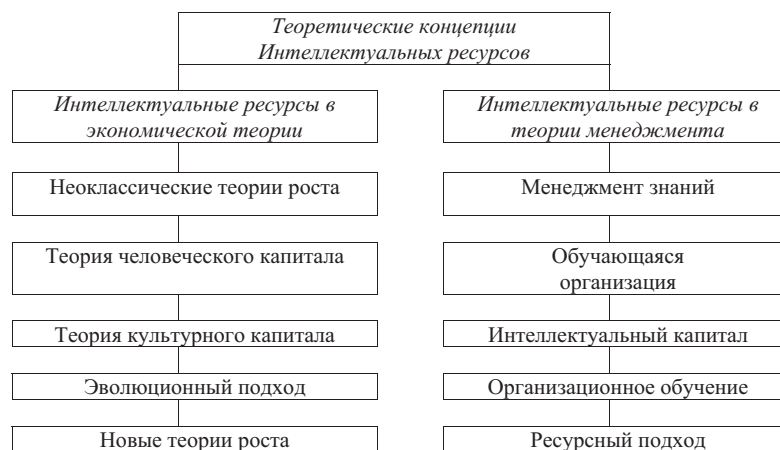 Теоретические концепции
Интеллектуальных ресурсов
Интеллектуальные ресурсы в
экономической теории
Неоклассические теории роста
Теория человеческого капитала
Теория культурного капитала
Эволюционный подход
Новые теории роста
Интеллектуальные ресурсы в
теории менеджмента
Менеджмент знаний
Обучающаяся
организация
Интеллектуальный капитал
Организационное обучение
Ресурсный подход